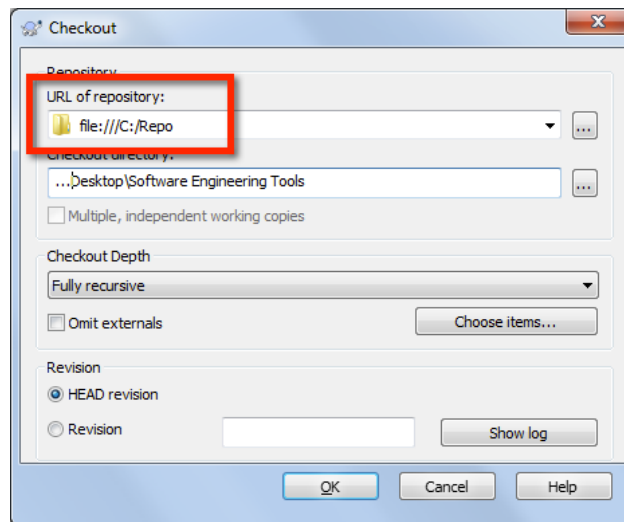 Checkout
Repository
URL of repository:
file:///C:/Repo
...
Checkout directory:
...Desktop\Software Engineering Tools
...
Multiple, independent working copies
Checkout Depth
Fully recursive
Omit externals
Choose items...
Revision
HEAD revision
Revision
Show log
OK
Cancel
Help